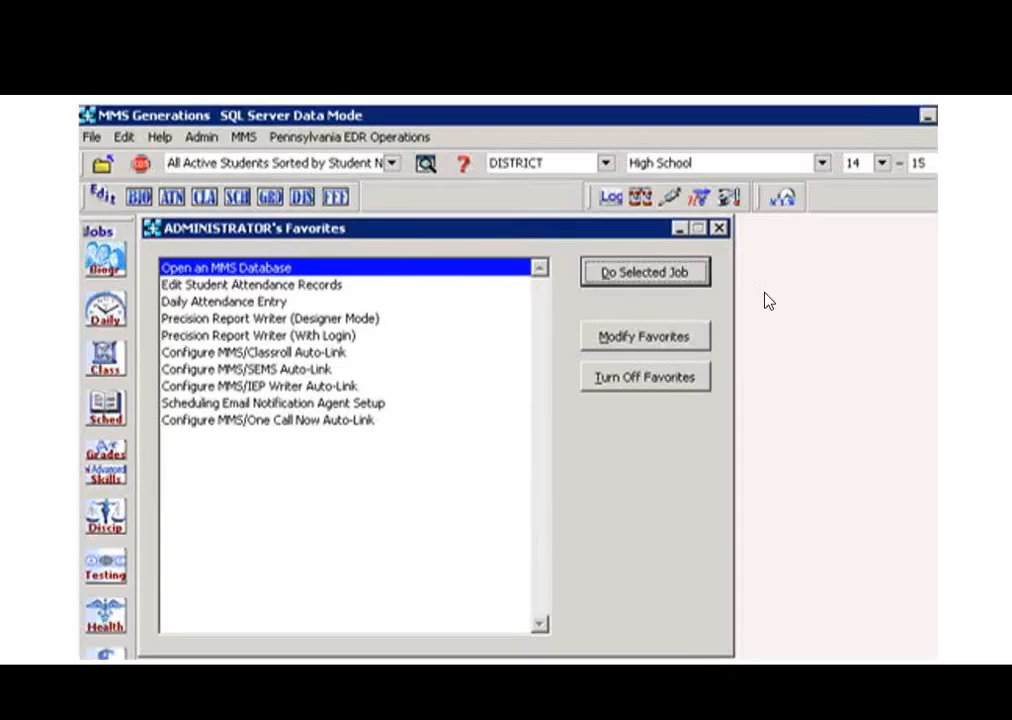 MMS Generations SQL Server Data Mode
File Edit Help Admin MMS Pennsylvania EDR Operations
All Active Students Sorted by Student N DISTRICT High School 14 - 15
Edit BIO ATN CLA SCH GRD DIS FEE Log
Jobs
ADMINISTRATOR's Favorites
Biogr
Daily
Class
Sched
Grades
Advanced
Skills
Discip
Testing
Health
Open an MMS Database
Edit Student Attendance Records
Daily Attendance Entry
Precision Report Writer (Designer Mode)
Precision Report Writer (With Login)
Configure MMS/Classroll Auto-Link
Configure MMS/SEMS Auto-Link
Configure MMS/IEP Writer Auto-Link
Scheduling Email Notification Agent Setup
Configure MMS/One Call Now Auto-Link
Do Selected Job
Modify Favorites
Turn Off Favorites